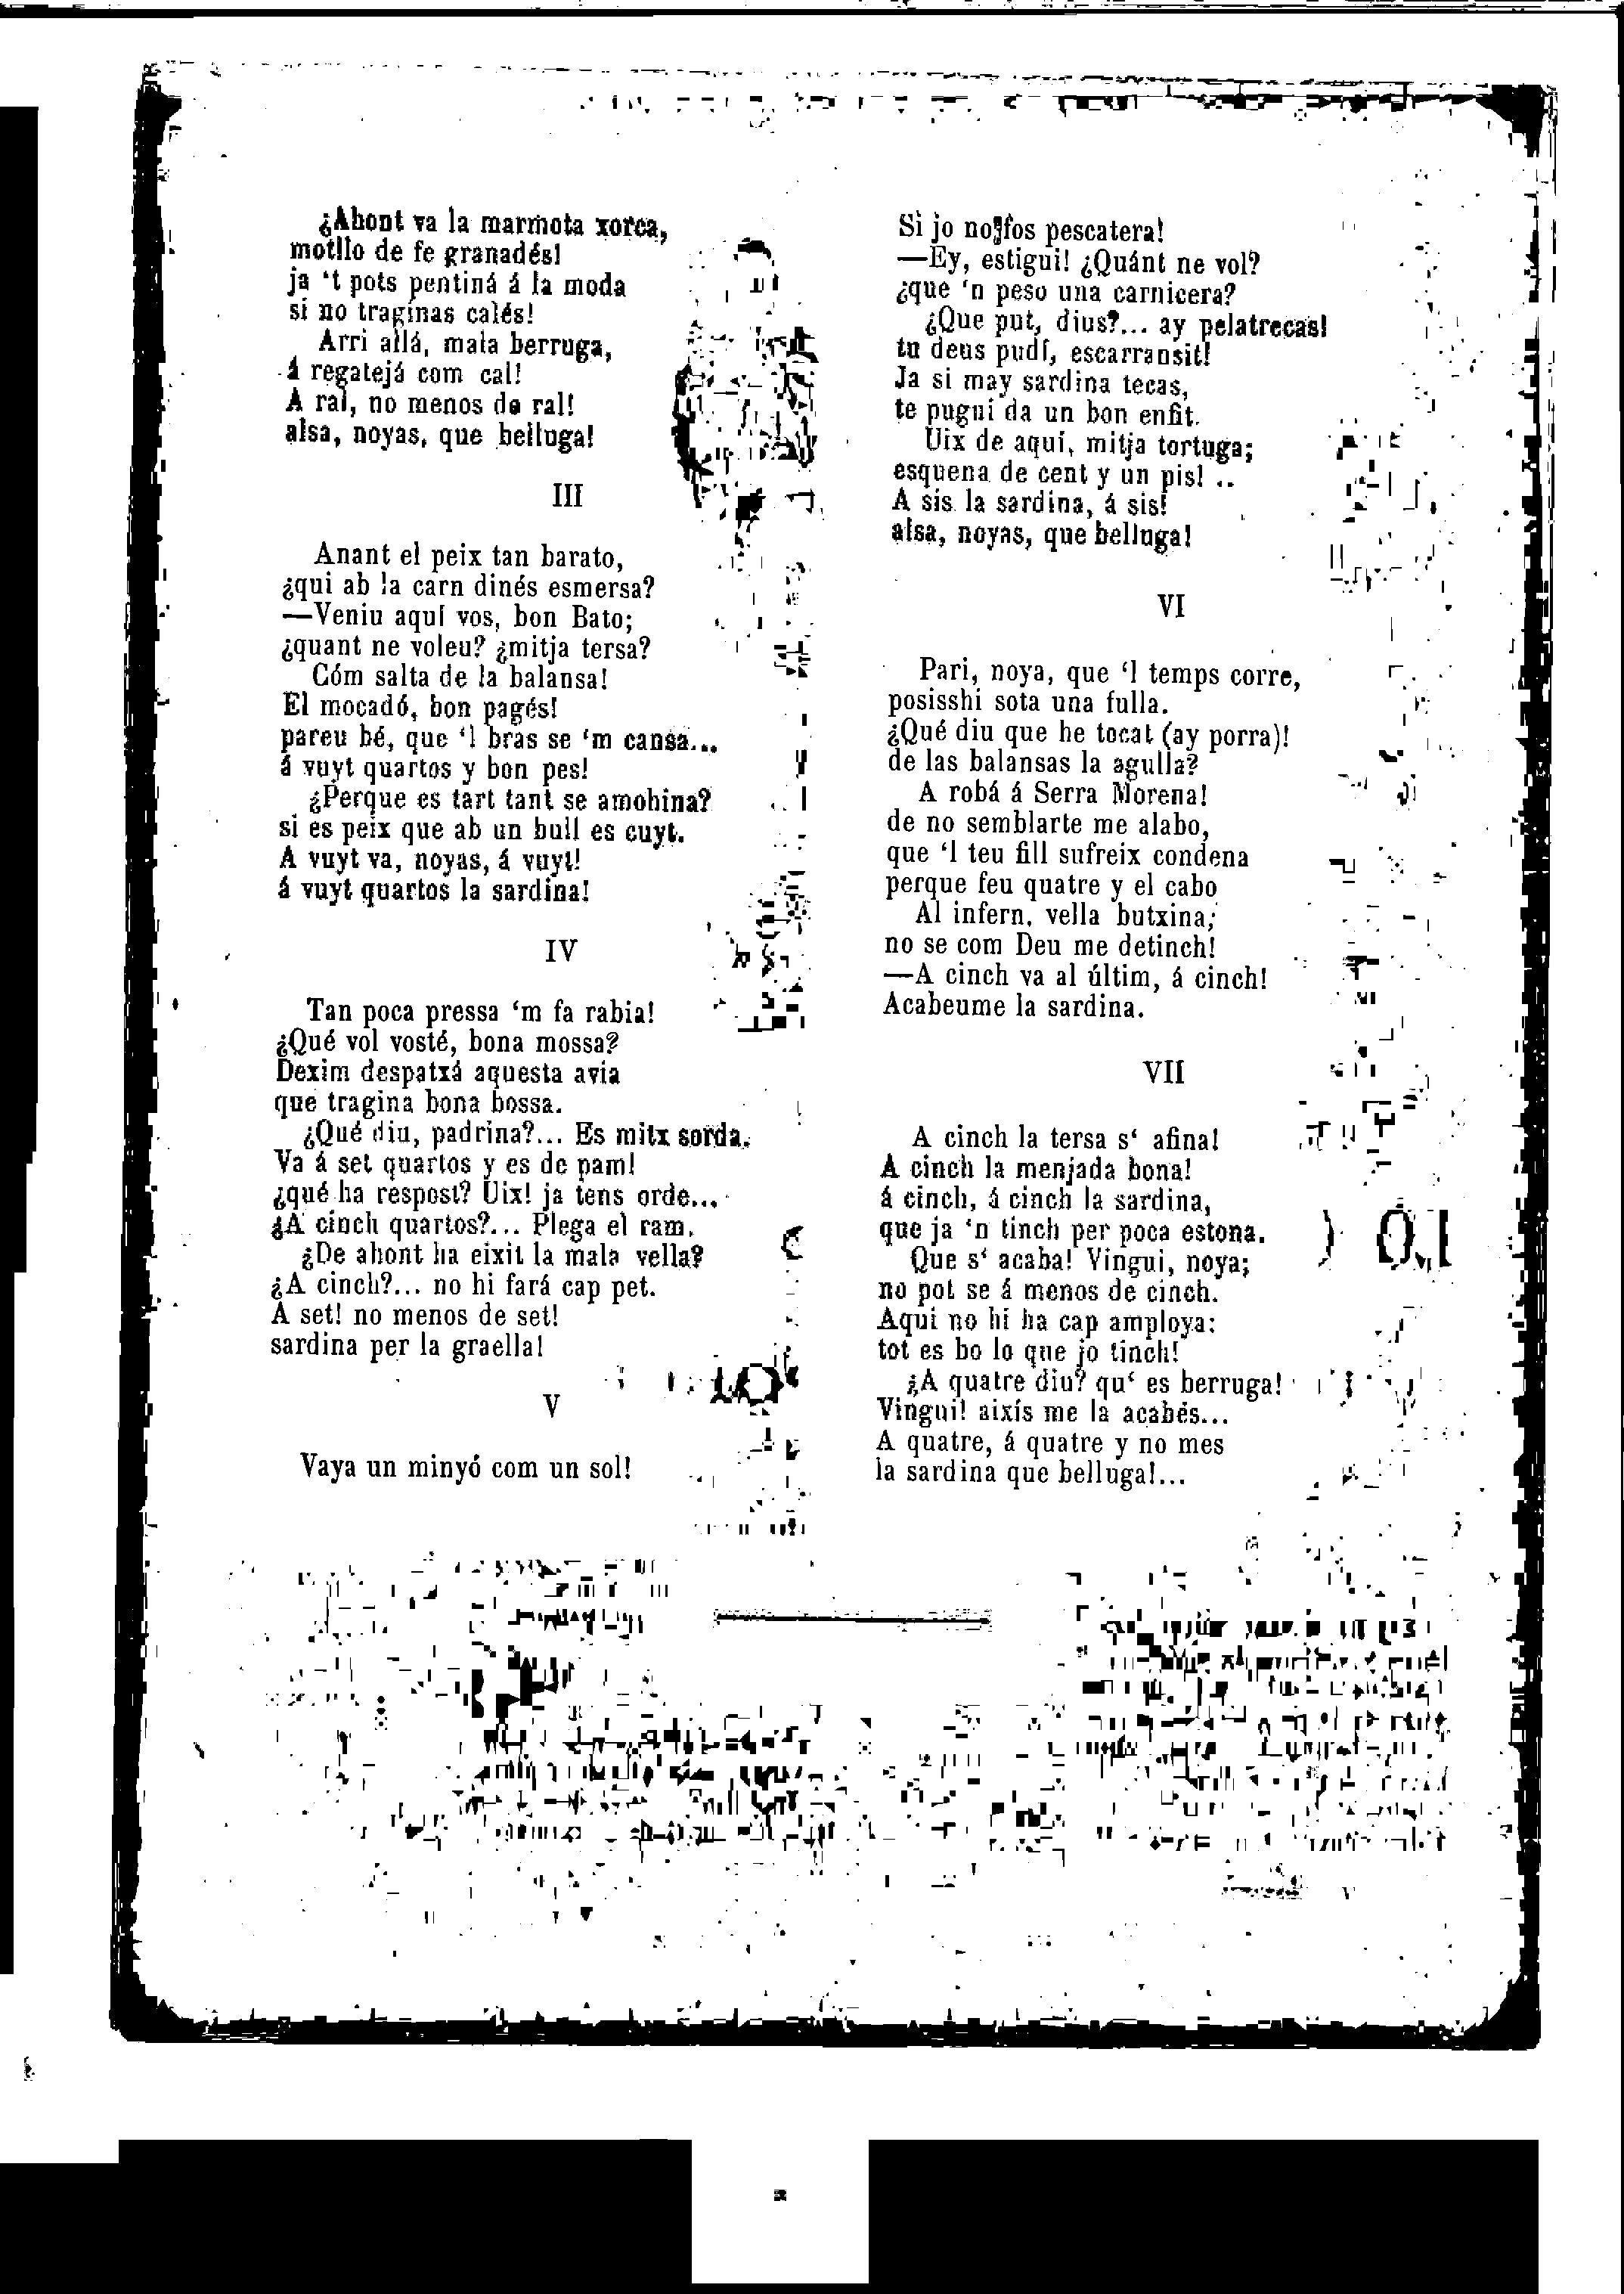 ¿Ahont va la marmota xorca,
motllo de fe granadés!
ja ‘t pots pentiná á la moda
si no traginas calés!
Arri allá, mala berruga,
á regatejá com cal!
A ral, no menos de ral!
alsa, noyas, que belluga!
III
Anant el peix tan barato,
¿qui ab la carn dinés esmersa?
—Veniu aquí vos, bon Bato;
¿quant ne voleu? ¿mitja tersa?
Cóm salta de la balansa!
El mocadó, bon pagés!
pareu bé, que ‘l bras se ‘m cansa...
á vuyt quartos y bon pes!
¿Perque es tart tant se amohina?
si es peix que ab un bull es cuyt.
A vuyt va, noyas, á vuyt!
á vuyt quartos la sardina!
IV
Tan poca pressa ‘m fa rabia!
¿Qué vol vosté, bona mossa?
Dexim despatxá aquesta avia
que tragina bona bossa.
¿Qué diu, padrina?... Es mitx sorda.
Va á set quartos y es de pam!
¿qué ha respost? Uix! ja tens orde...
¿A cinch quartos?... Plega el ram.
¿De ahont ha eixit la mala vella?
¿A cinch?... no hi fará cap pet.
A set! no menos de set!
sardina per la graella!
V
Vaya un minyó com un sol!
Si jo no fos pescatera!
—Ey, estigui! ¿Quánt ne vol?
¿que ‘n peso una carnicera?
¿Que put, dius?... ay pelatrecas!
tu deus pudí, escarransit!
Ja si may sardina tecas,
te pugui da un bon enfit.
Uix de aquí, mitja tortuga;
esquena de cent y un pis! ..
A sis la sardina, á sis!
alsa, noyas, que belluga!
VI
Pari, noya, que ‘l temps corre,
posisshi sota una fulla.
¿Qué diu que he tocat (ay porra)!
de las balansas la agulla?
A robá á Serra Morena!
de no semblarte me alabo,
que ‘l teu fill sufreix condena
perque feu quatre y el cabo
Al infern, vella butxina;
no se com Deu me detinch!
—A cinch va al últim, á cinch!
Acabeume la sardina.
VII
A cinch la tersa s‘ afina!
A cinch la menjada bona!
á cinch, á cinch la sardina,
que ja ‘n tinch per poca estona.
Que s‘ acaba! Vingui, noya;
no pot se á menos de cinch.
Aqui no hi ha cap amploya:
tot es bo lo que jo tinch!
¿A quatre diu? qu‘ es berruga!
Vingui! aixís me la acabés...
A quatre, á quatre y no mes
la sardina que belluga!...